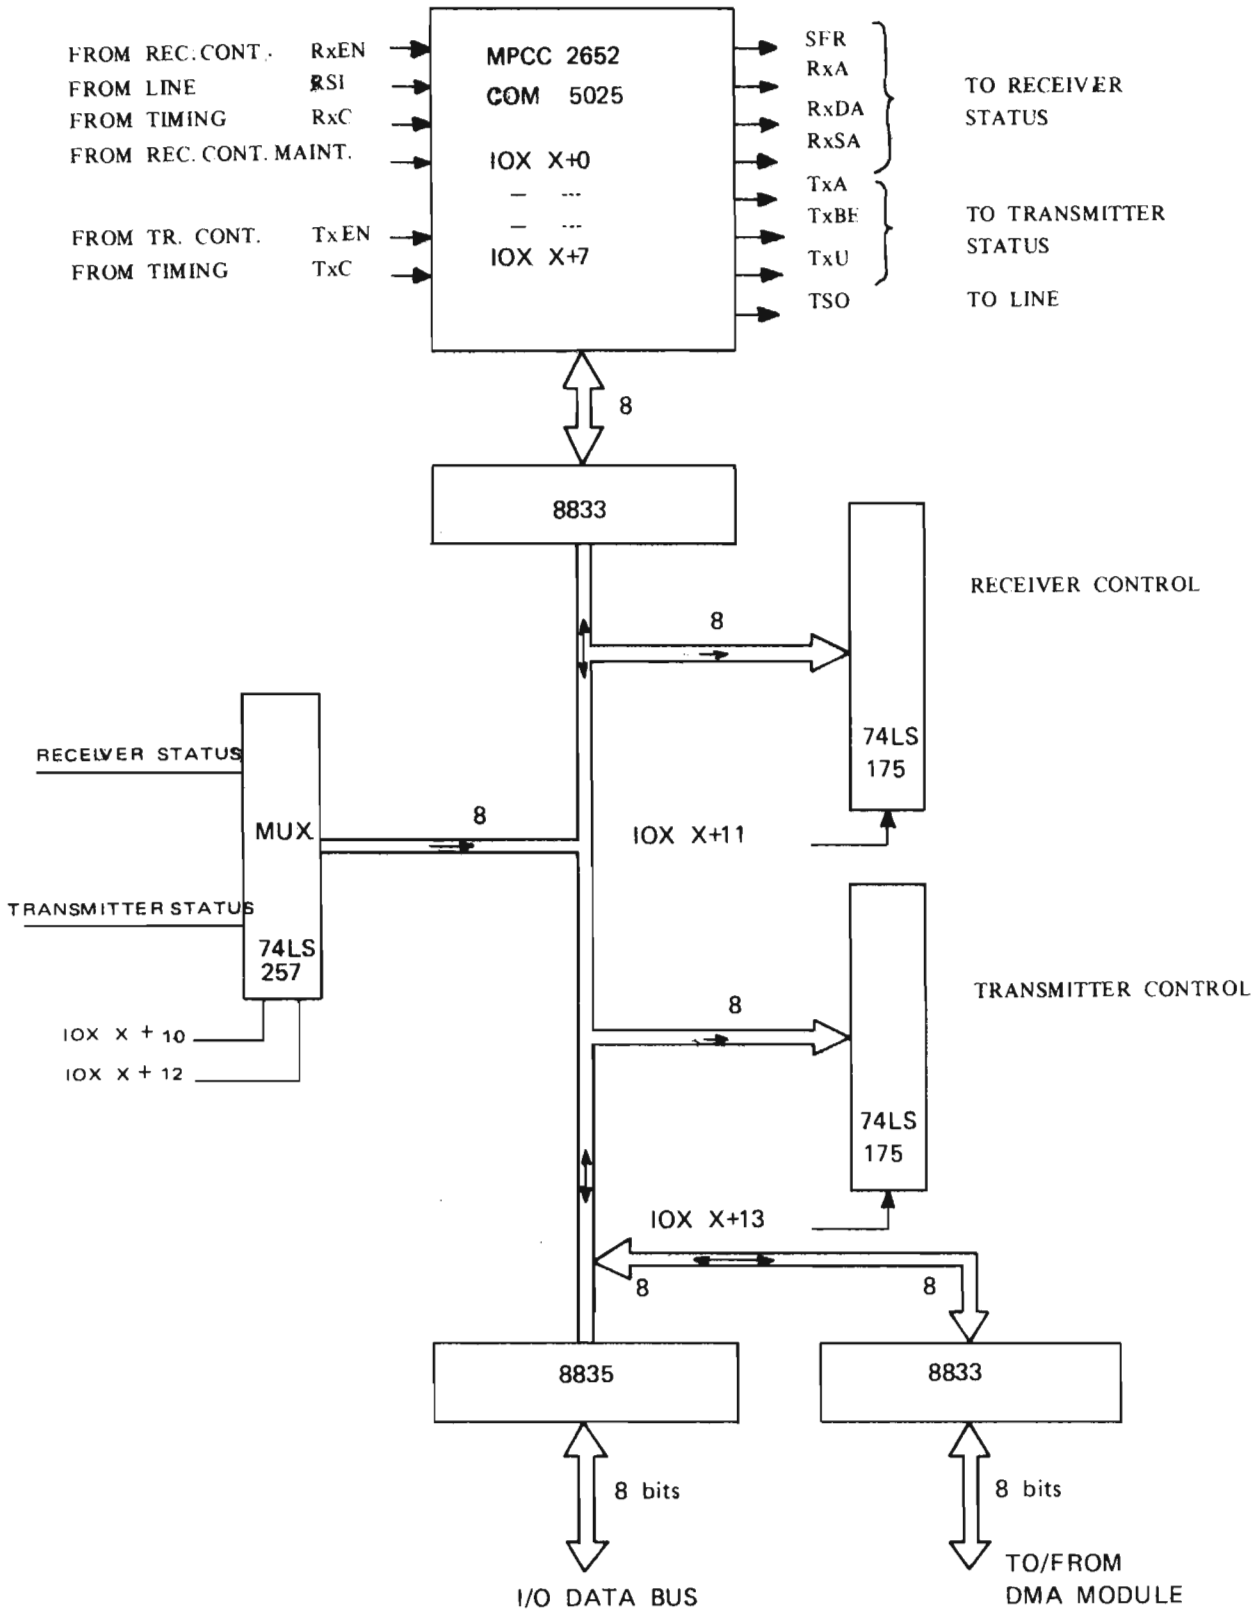 FROM REC. CONT. RxEN
FROM LINE RSI
FROM TIMING RxC
FROM REC. CONT. MAINT.
FROM TR. CONT. TxEN
FROM TIMING TxC
MPCC 2652
COM 5025
IOX X+0
— ---
— ---
IOX X+7
SFR
RxA
RxDA
RxSA
TO RECEIVER
STATUS
TxA
TxBE
TxU
TO TRANSMITTER
STATUS
TSO TO LINE
8
8833
RECEIVER CONTROL
8
74LS
175
IOX X+11
RECEIVER STATUS
MUX
8
TRANSMITTER STATUS
74LS
257
IOX X + 10
IOX X + 12
TRANSMITTER CONTROL
8
74LS
175
IOX X+13
8 8
8835
8833
8 bits
8 bits
I/O DATA BUS
TO/FROM
DMA MODULE